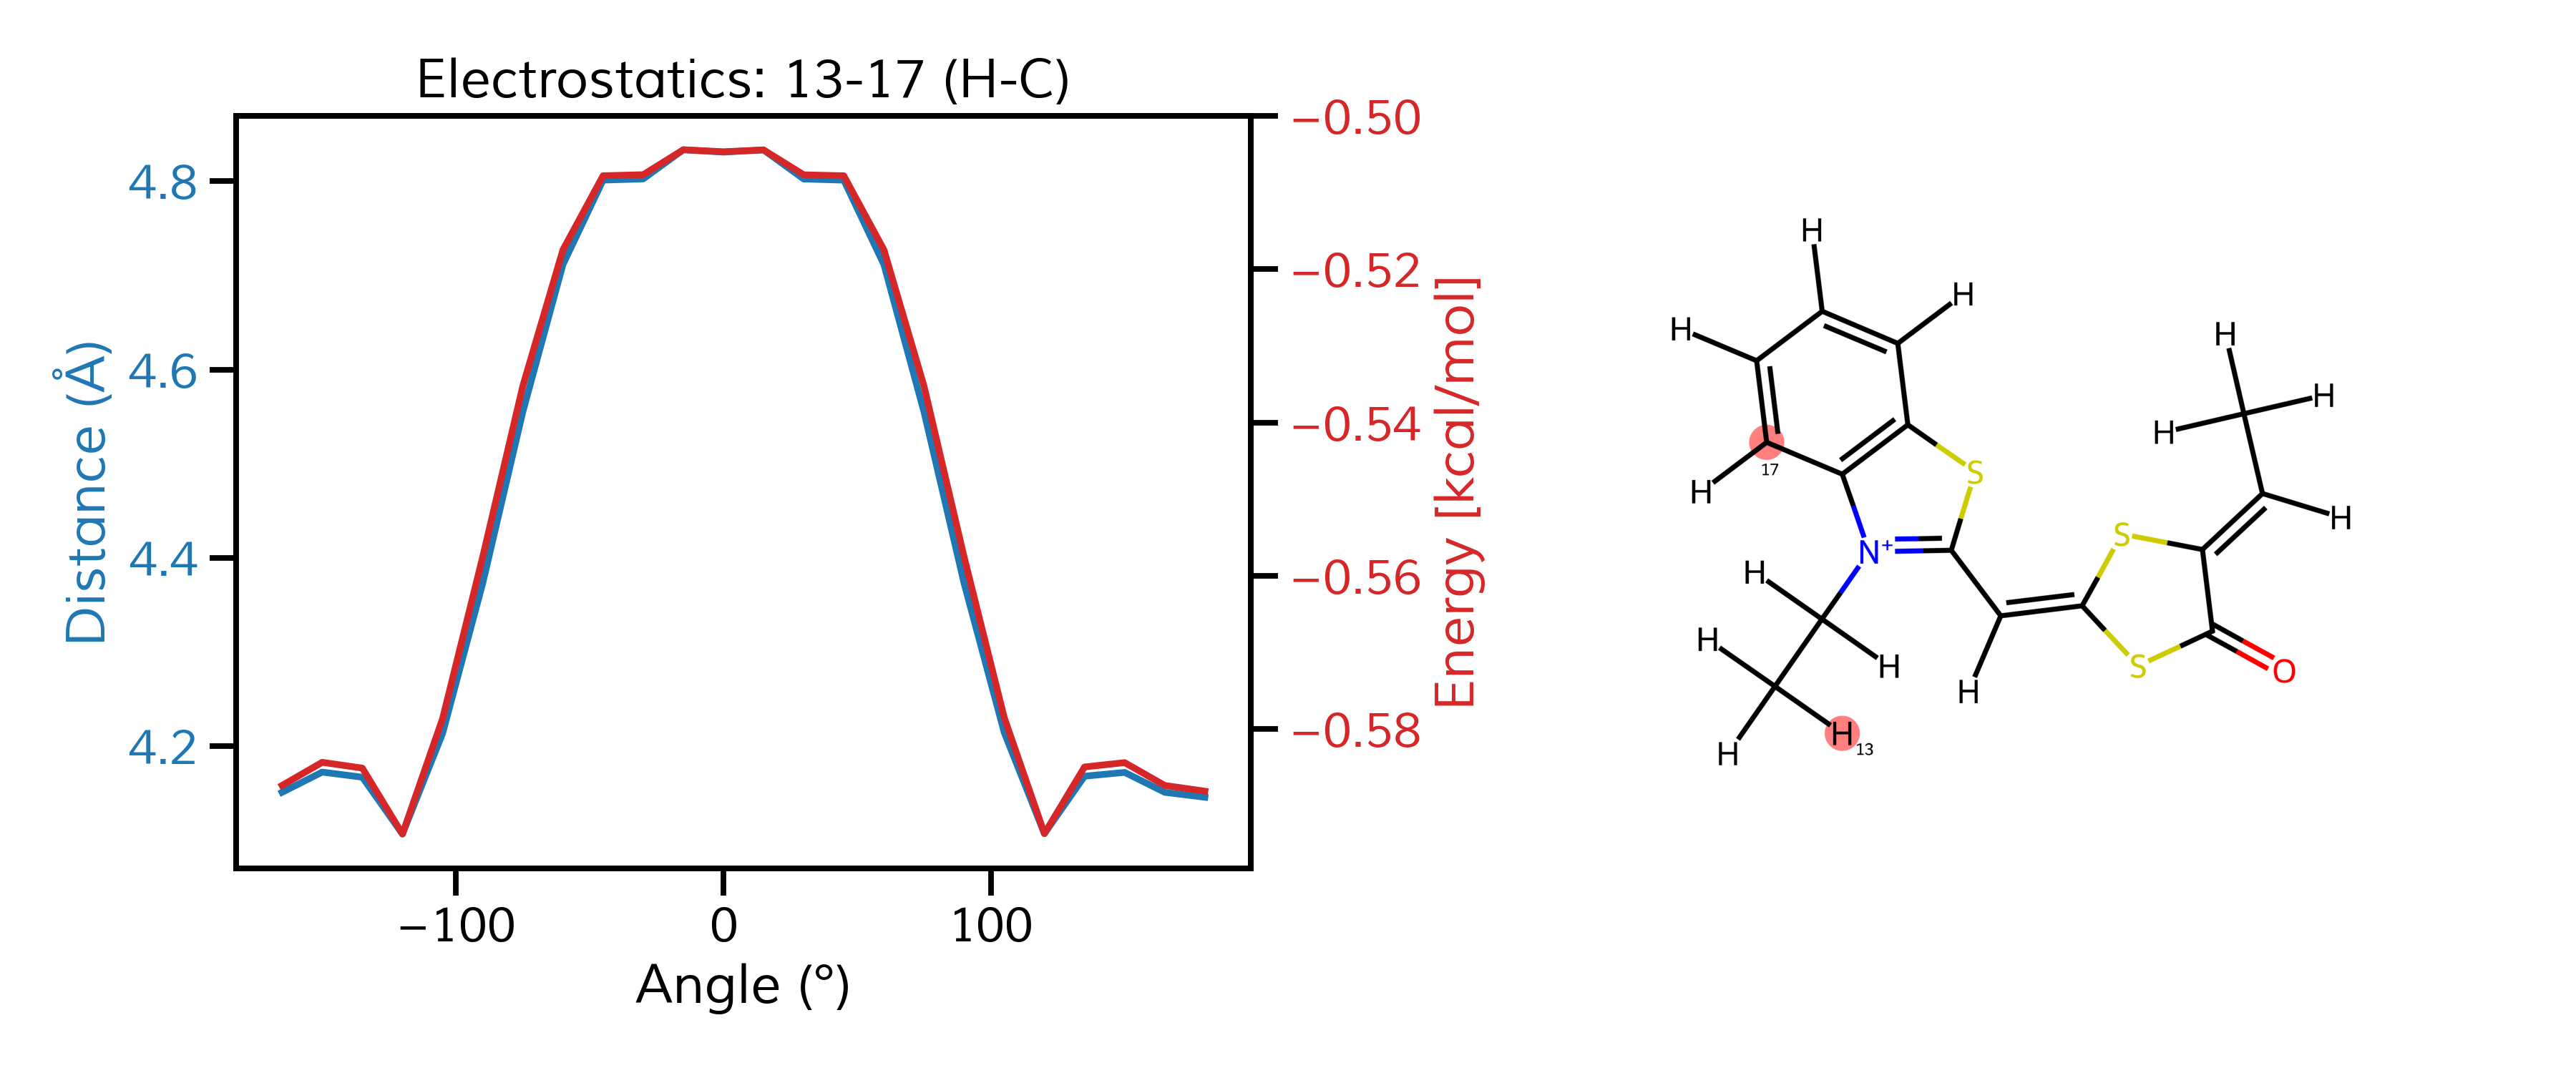 Electrostatics: 13-17 (H-C)
Distance (Å)
4.8
4.6
4.4
4.2
−0.50
−0.52
−0.54
−0.56
−0.58
Energy [kcal/mol]
−100
0
100
Angle (°)
H
H
H
H
17
H
S
N+
H
H
H
H
H
13
H
S
S
O
H
H
H
H